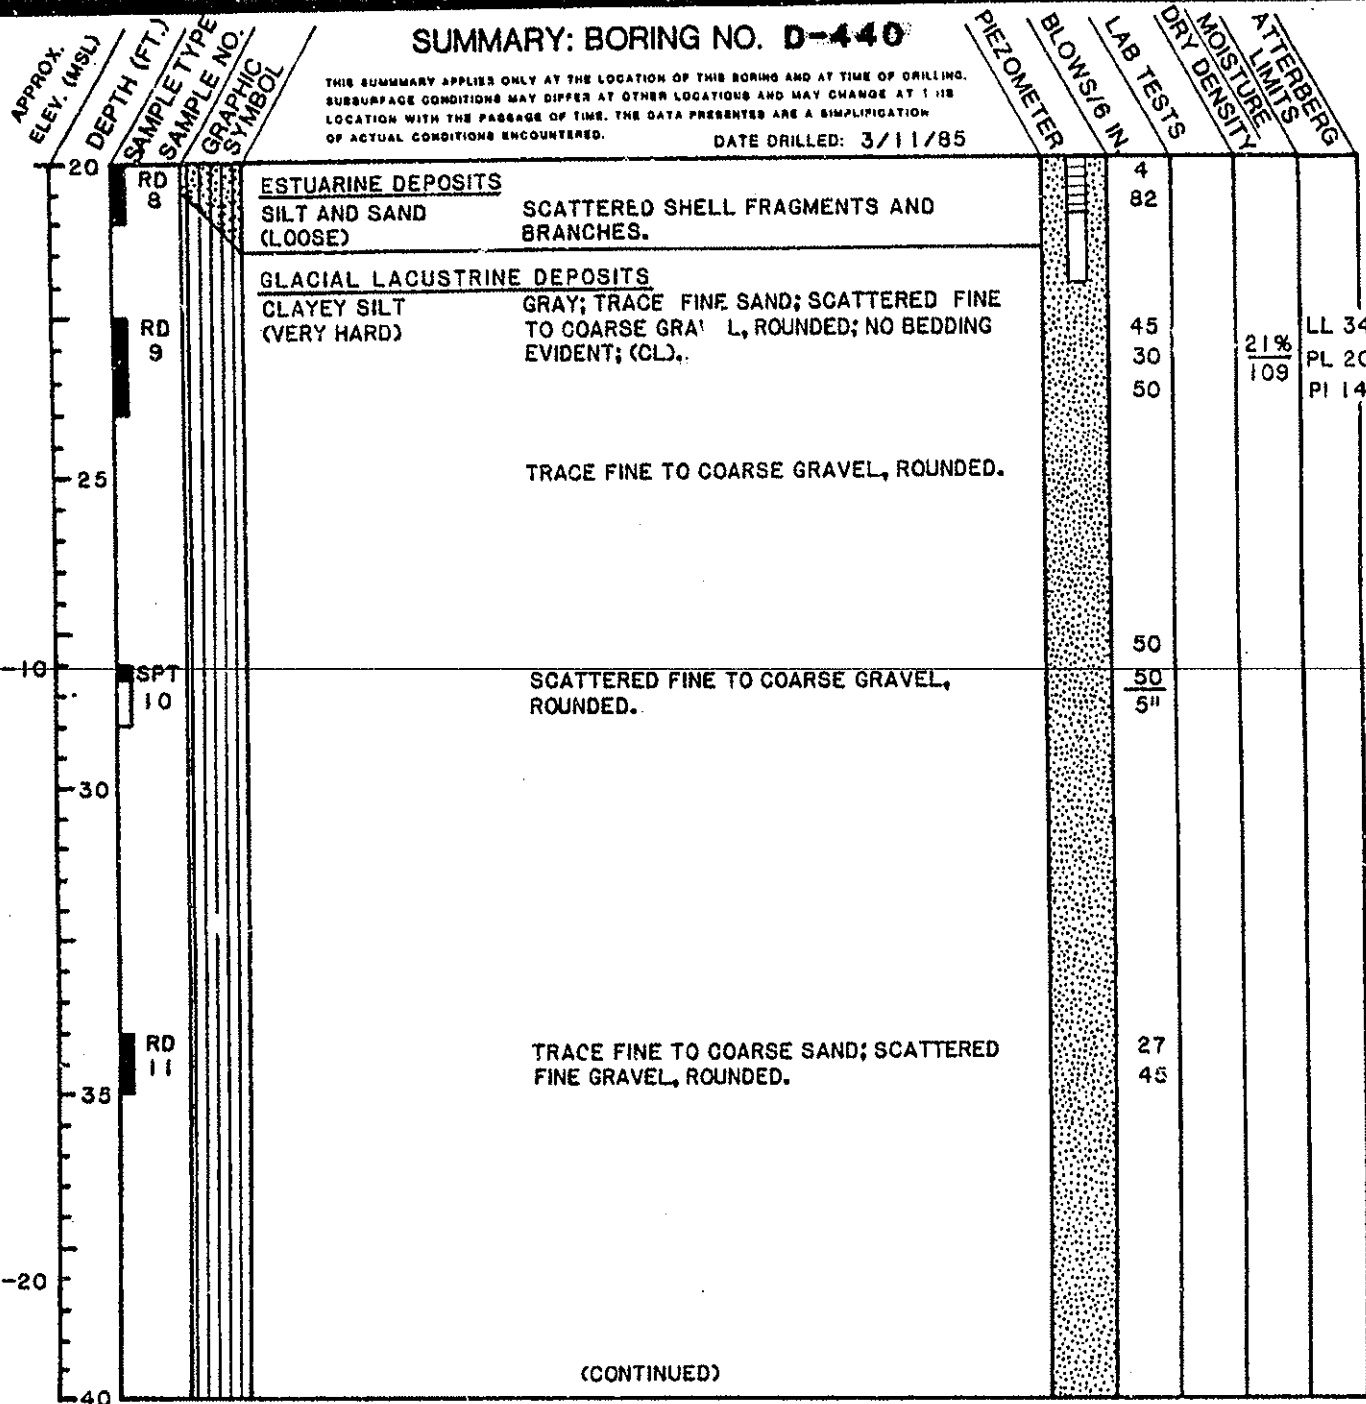 SUMMARY: BORING NO. D-440
THIS SUMMMARY APPLIES ONLY AT THE LOCATION OF THIS BORING AND AT TIME OF DRILLING.
SUBSURFACE CONDITIONS MAY DIFFER AT OTHER LOCATIONS AND MAY CHANGE AT
LOCATION WITH THE PASSAGE OF TIME. THE DATA PRESENTED ARE A SIMPLIFICATION
OF ACTUAL CONDITIONS ENCOUNTERED.
DATE DRILLED: 3/11/85
APPROX.
ELEV. (MSL)
DEPTH (FT.)
SAMPLE TYPE
SAMPLE NO.
GRAPHIC
SYMBOL
PIEZOMETER
BLOWS/6 IN
LAB TESTS
DRY DENSITY
MOISTURE
ATTERBERG
LIMITS
20
RD
8
ESTUARINE DEPOSITS
SILT AND SAND
(LOOSE)
SCATTERED SHELL FRAGMENTS AND
BRANCHES.
4
82
GLACIAL LACUSTRINE DEPOSITS
CLAYEY SILT
(VERY HARD)
GRAY; TRACE FINE SAND; SCATTERED FINE
TO COARSE GRA L, ROUNDED; NO BEDDING
EVIDENT; (CL).
RD
9
45
30
50
21%
109
LL 34
PL 20
PI 14
25
TRACE FINE TO COARSE GRAVEL, ROUNDED.
-10
SPT
10
SCATTERED FINE TO COARSE GRAVEL,
ROUNDED.
50
50
5"
30
RD
11
TRACE FINE TO COARSE SAND; SCATTERED
FINE GRAVEL, ROUNDED.
27
45
35
-20
(CONTINUED)
40